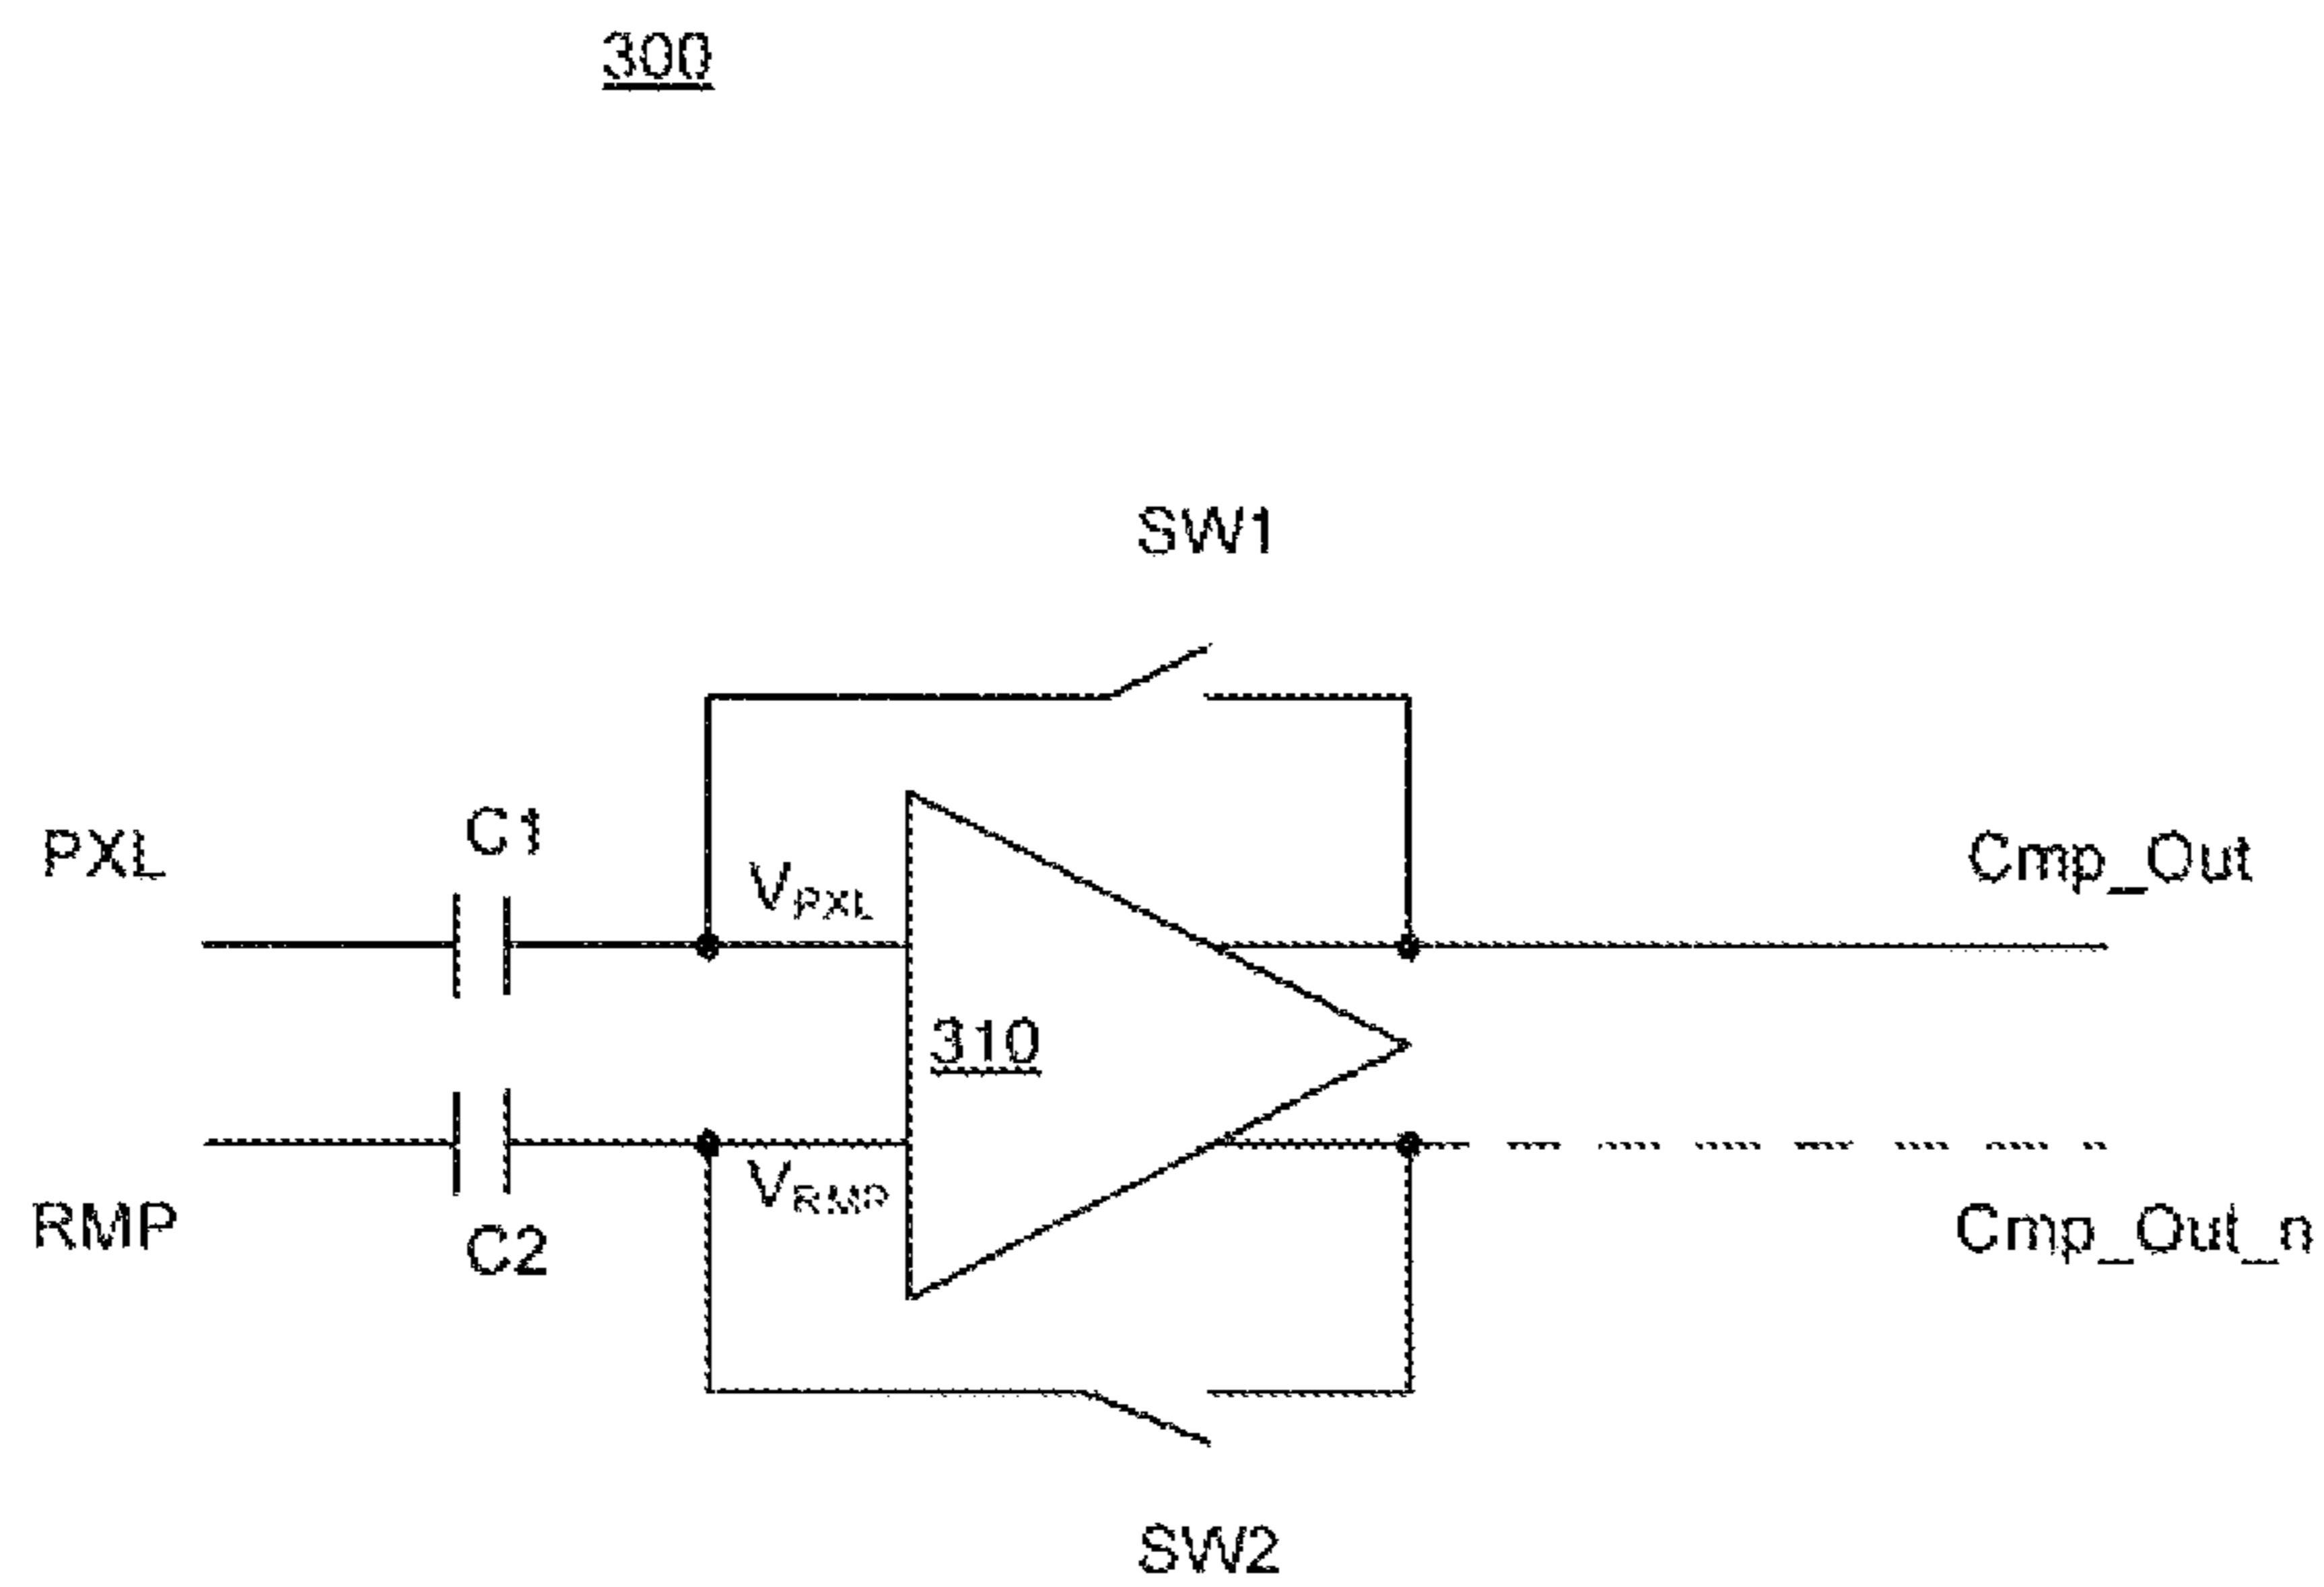 300
SW1
C1
PXL
Cmp_Out
VPXL
310
VRMP
RMP
Cmp_Out_n
C2
SW2